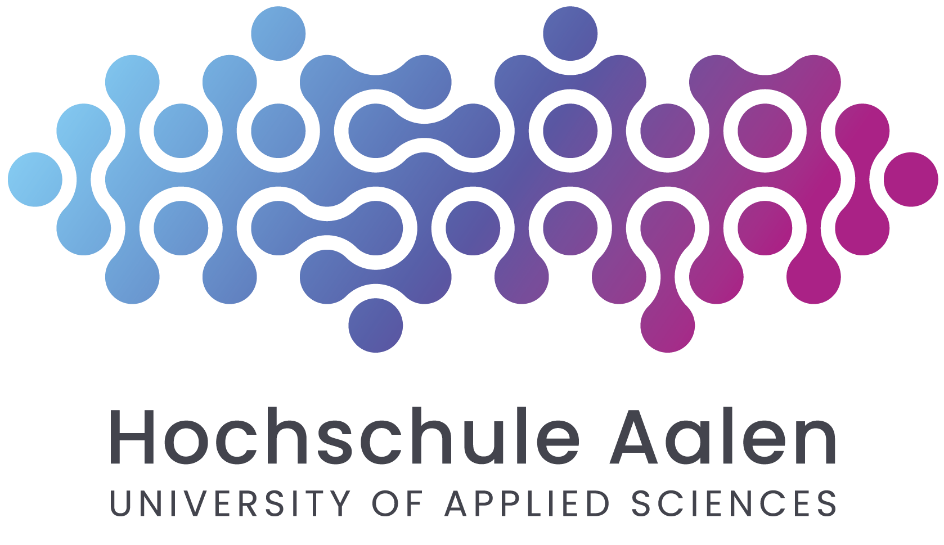 Hochschule Aalen
UNIVERSITY OF APPLIED SCIENCES